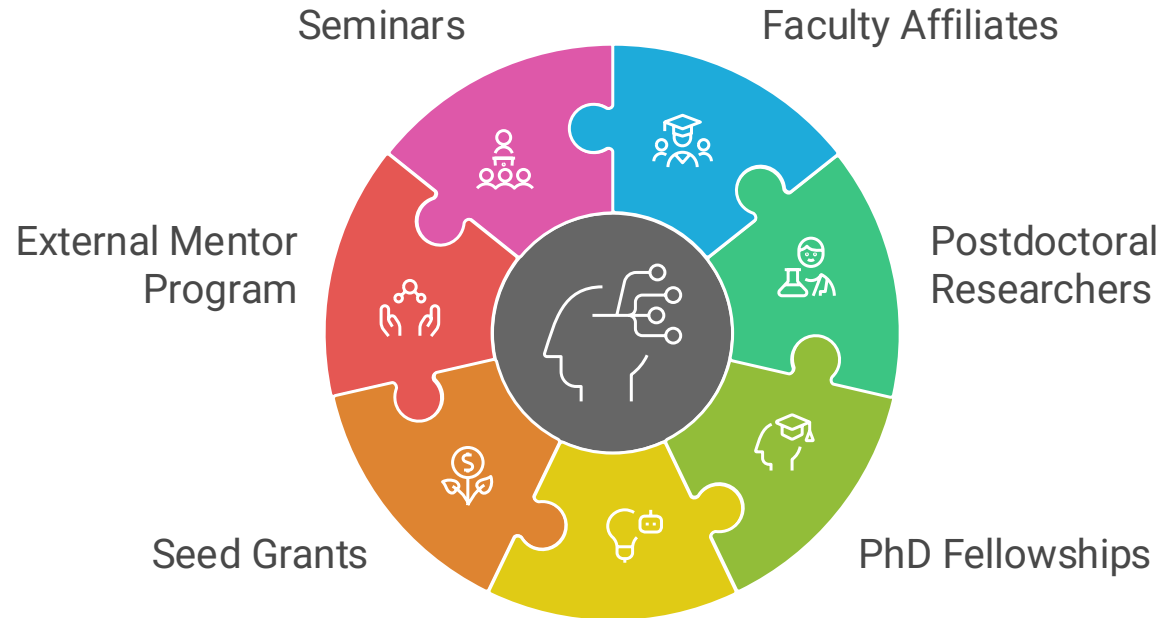 Seminars
Faculty Affiliates
External Mentor
Program
Postdoctoral
Researchers
Seed Grants
PhD Fellowships
$